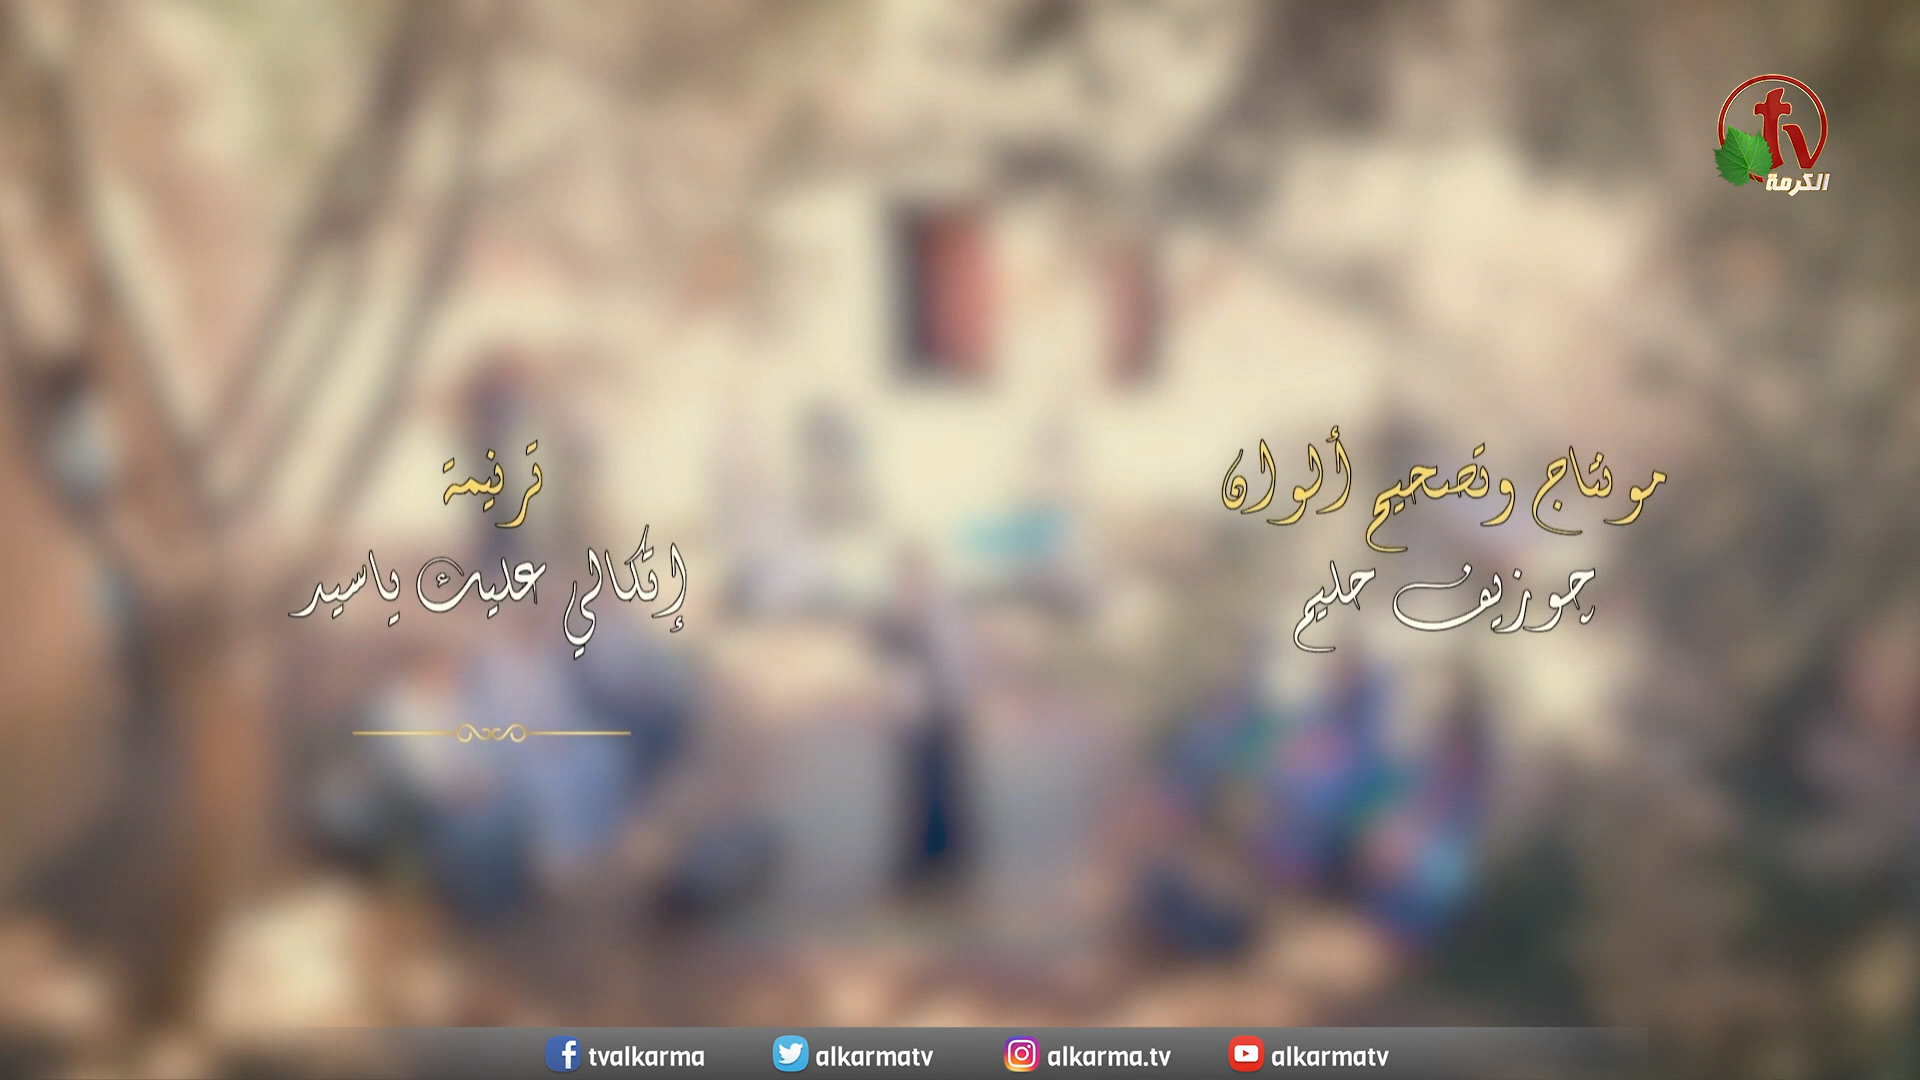 tv
الكرمة
مونتاج وتصحيح ألوان
جوزيف حليم
ترنيمة
إتكالي عليك ياسيد
tvalkarma
alkarmatv
alkarma.tv
alkarmatv